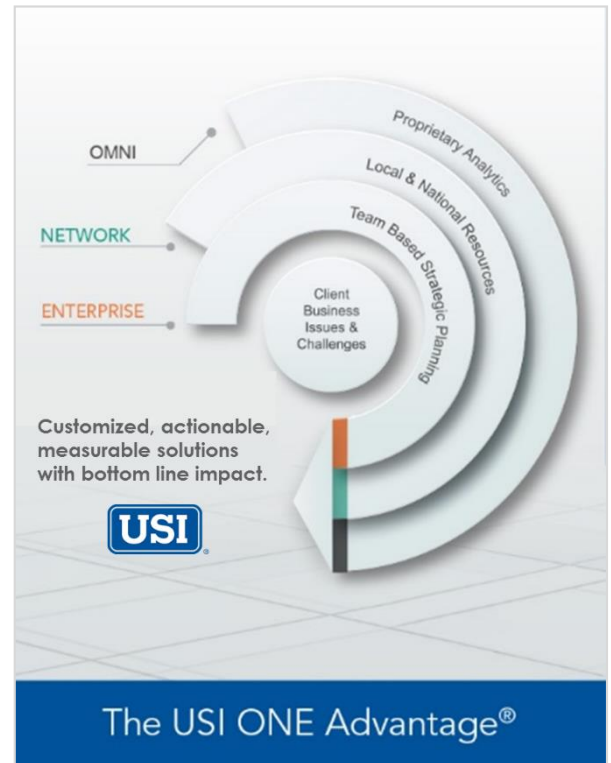 OMNI
NETWORK
ENTERPRISE
Proprietary Analytics
Local & National Resources
Team Based Strategic Planning
Client
Business
Issues &
Challenges
Customized, actionable,
measurable solutions
with bottom line impact.
USI®
The USI ONE Advantage®